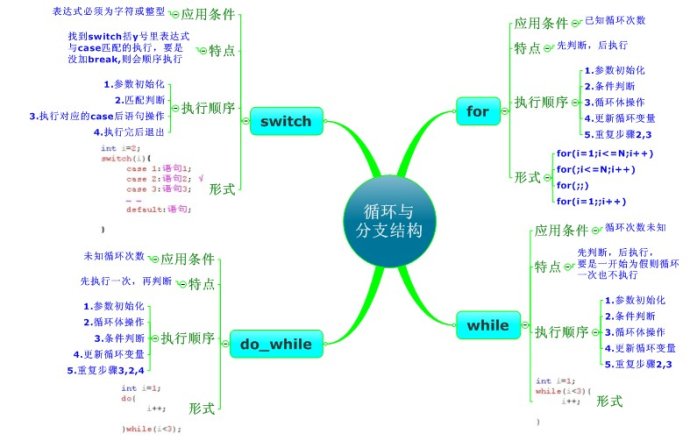 循环与
分支结构
switch
应用条件
表达式必须为字符或整型
特点
找到switch括y号里表达式
与case匹配的执行，要是
没加break,则会顺序执行
执行顺序
1.参数初始化
2.匹配判断
3.执行对应的case后语句操作
4.执行完后退出
形式
int i=2;
switch(i){
case 1:语句1;
case 2:语句2; √
case 3:语句3;
… …
default:语句;
}
for
应用条件
已知循环次数
特点
先判断，后执行
执行顺序
1.参数初始化
2.条件判断
3.循环体操作
4.更新循环变量
5.重复步骤2,3
形式
for(i=1;i<=N;i++)
for(;i<=N;i++)
for(;;)
for(i=1;;i++)
do_while
应用条件
未知循环次数
特点
先执行一次，再判断
执行顺序
1.参数初始化
2.循环体操作
3.条件判断
4.更新循环变量
5.重复步骤3,2,4
形式
int i=1;
do{
i++;
}while(i<3);
while
应用条件
循环次数未知
特点
先判断，后执行，
要是一开始为假则循环
一次也不执行
执行顺序
1.参数初始化
2.条件判断
3.循环体操作
4.更新循环变量
5.重复步骤2,3
形式
int i=1;
while(i<3){
i++;
}